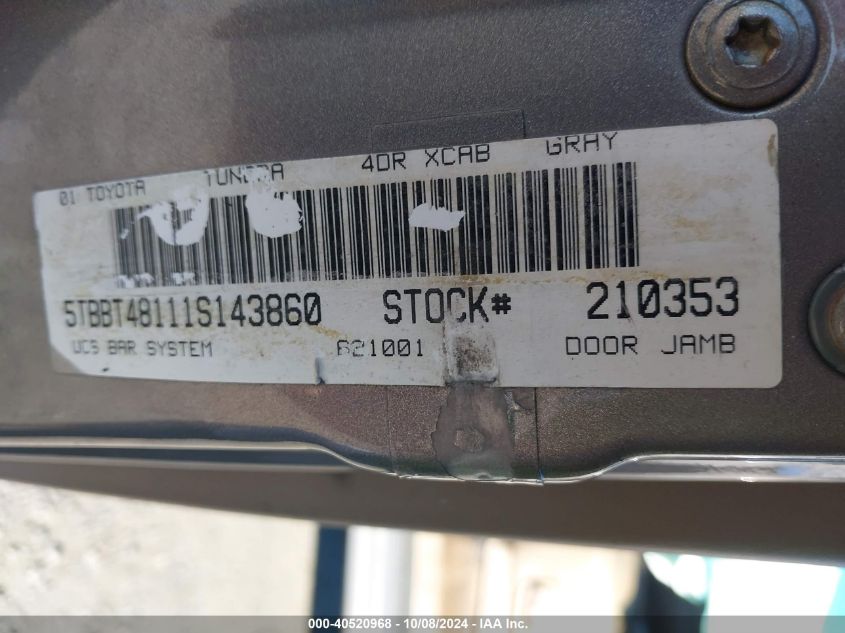 01 TOYOTA TUNDRA 4DR XCAB GRAY
5TBBT48111S143860 STOCK# 210353
UCS BAR SYSTEM 621001 DOOR JAMB
000-40520968 - 10/08/2024 - IAA Inc.